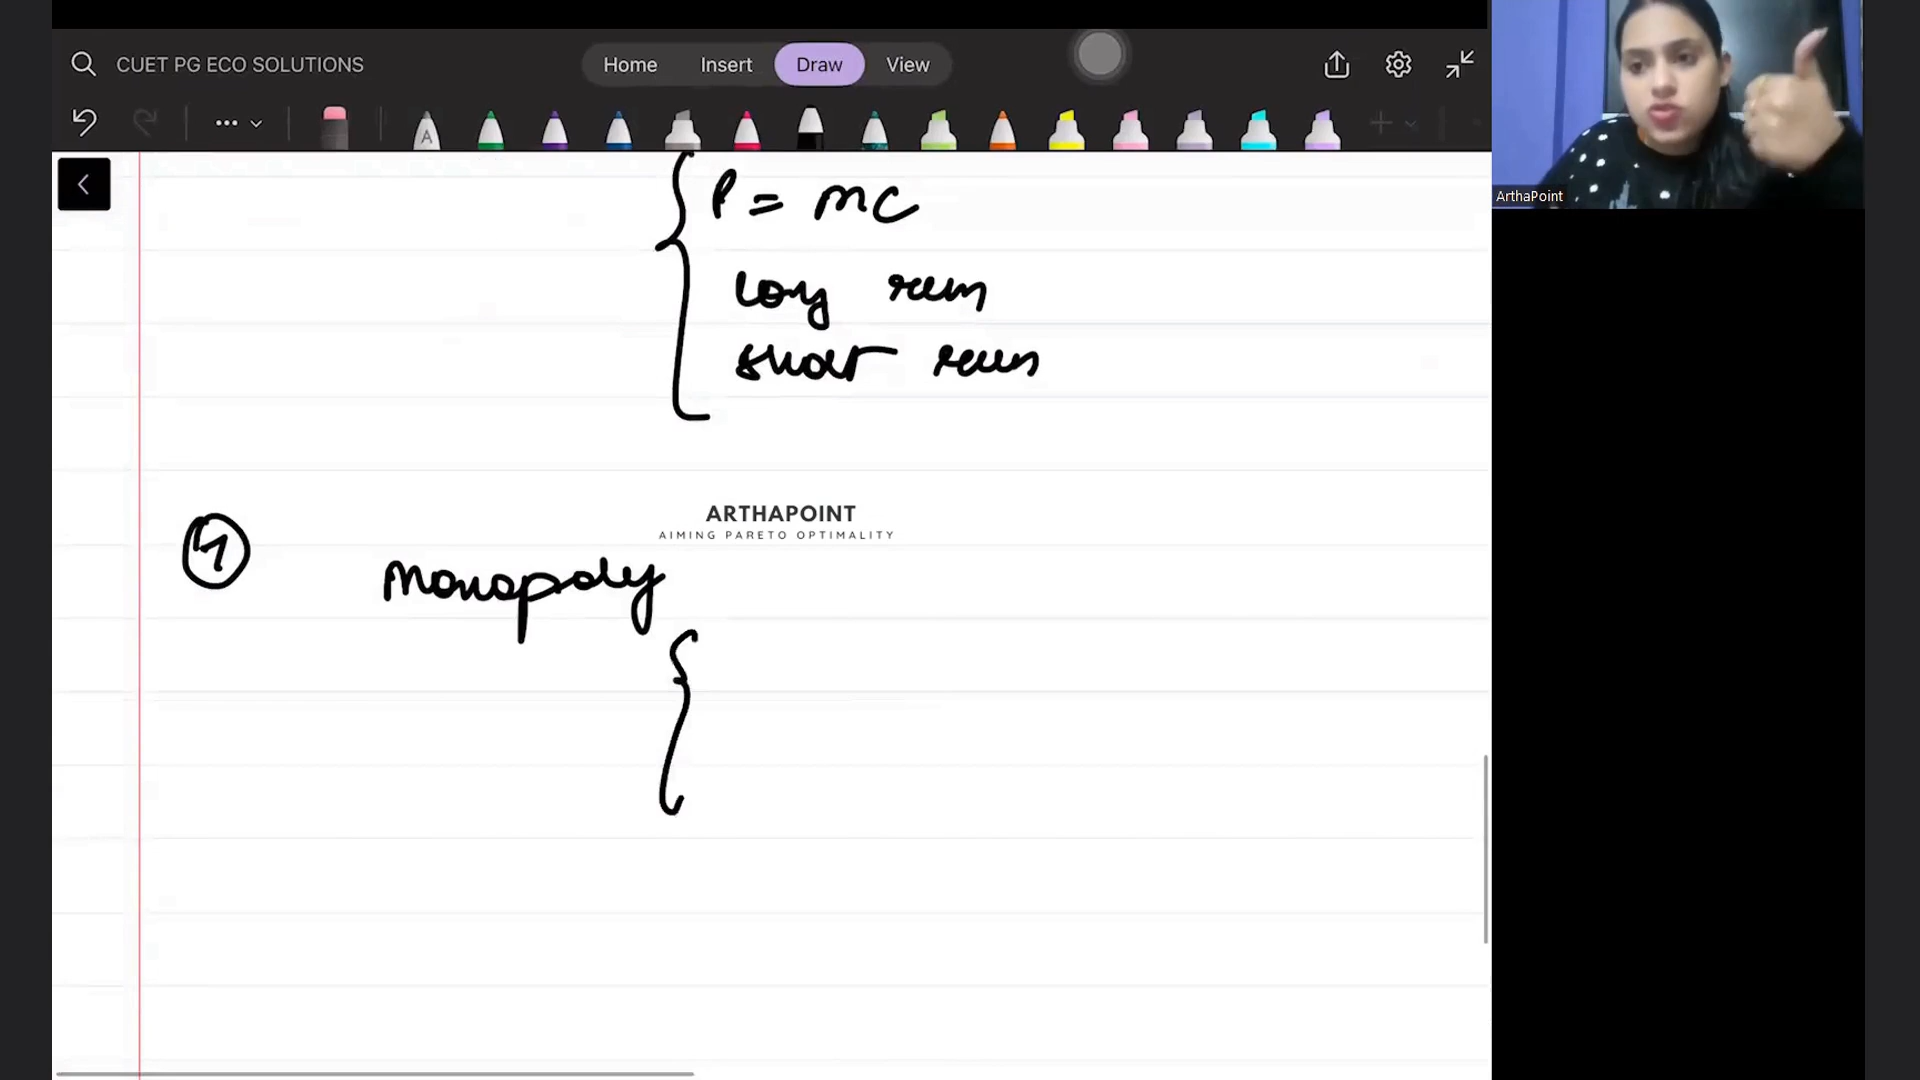 CUET PG ECO SOLUTIONS
Home Insert Draw View
A
ArthaPoint
P = MC
Long run
short run
ARTHAPOINT
AIMING PARETO OPTIMALITY
Monopoly